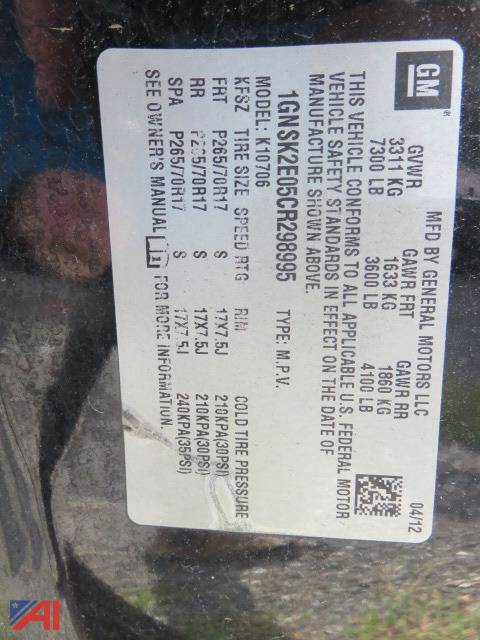 GM
MFD BY GENERAL MOTORS LLC 04/12
GVWR GAWR FRT GAWR RR
3311 KG 1633 KG 1860 KG
7300 LB 3600 LB 4100 LB
THIS VEHICLE CONFORMS TO ALL APPLICABLE U.S. FEDERAL MOTOR
VEHICLE SAFETY STANDARDS IN EFFECT ON THE DATE OF
MANUFACTURE SHOWN ABOVE.
1GNSK2E05CR298995 TYPE: M.P.V.
MODEL: K10706
KFSZ TIRE SIZE SPEED RTG RIM COLD TIRE PRESSURE
FRT P265/70R17 S 17X7.5J 210KPA(30PSI)
RR P265/70R17 S 17X7.5J 210KPA(30PSI)
SPA P265/70R17 S 17X7.5J 240KPA(35PSI)
SEE OWNER'S MANUAL FOR MORE INFORMATION.
AI